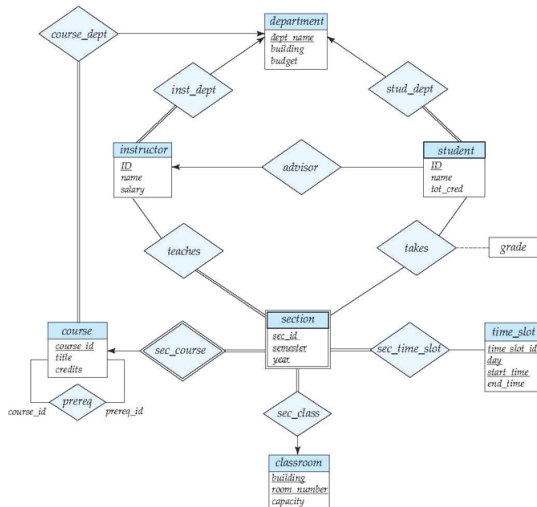 department
course_dept
dept_name
building
budget
inst_dept
stud_dept
instructor
ID
name
salary
advisor
student
ID
name
tot_cred
teaches
takes
grade
course
course_id
title
credits
sec_course
section
sec_id
semester
year
sec_time_slot
time_slot
time_slot_id
day
start_time
end_time
course_id
prereq
prereq_id
sec_class
classroom
building
room_number
capacity